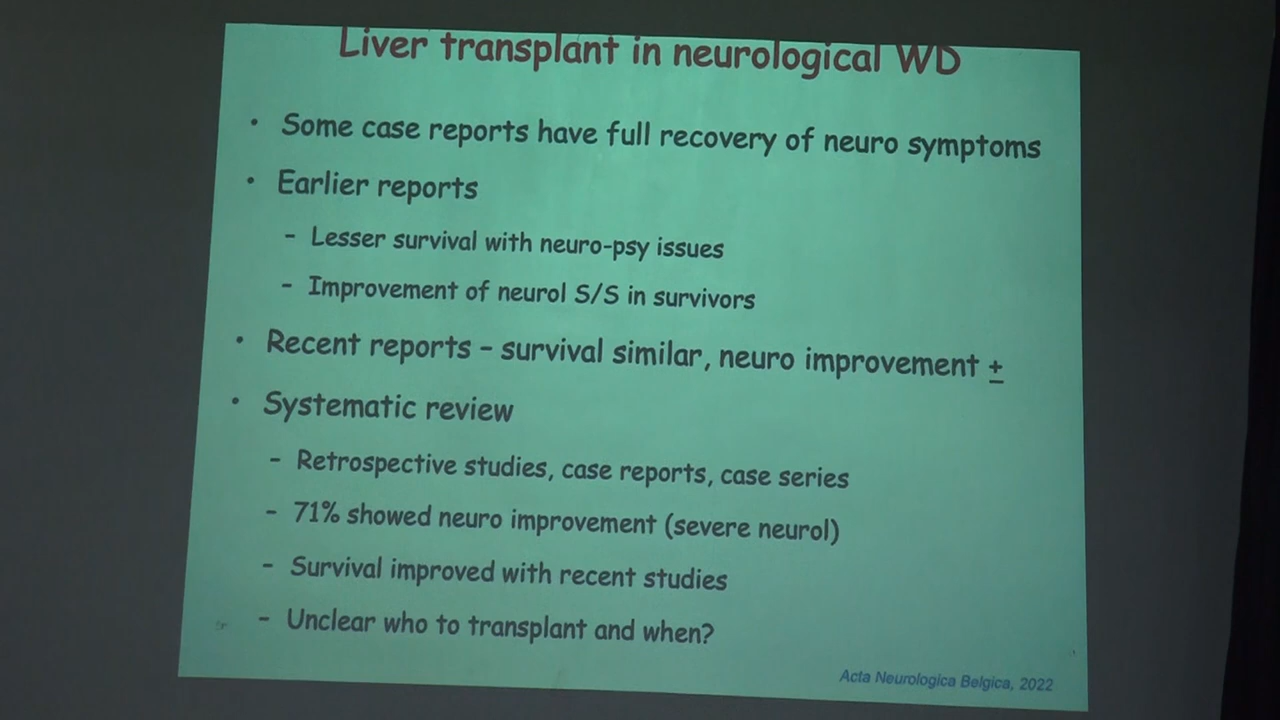 Liver transplant in neurological WD
• Some case reports have full recovery of neuro symptoms
• Earlier reports
– Lesser survival with neuro-psy issues
– Improvement of neurol S/S in survivors
• Recent reports – survival similar, neuro improvement ±
• Systematic review
– Retrospective studies, case reports, case series
– 71% showed neuro improvement (severe neurol)
– Survival improved with recent studies
– Unclear who to transplant and when?
Acta Neurologica Belgica, 2022